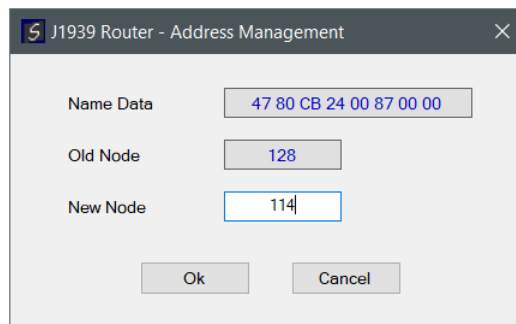 J1939 Router - Address Management
Name Data 47 80 CB 24 00 87 00 00
Old Node 128
New Node 114
Ok Cancel